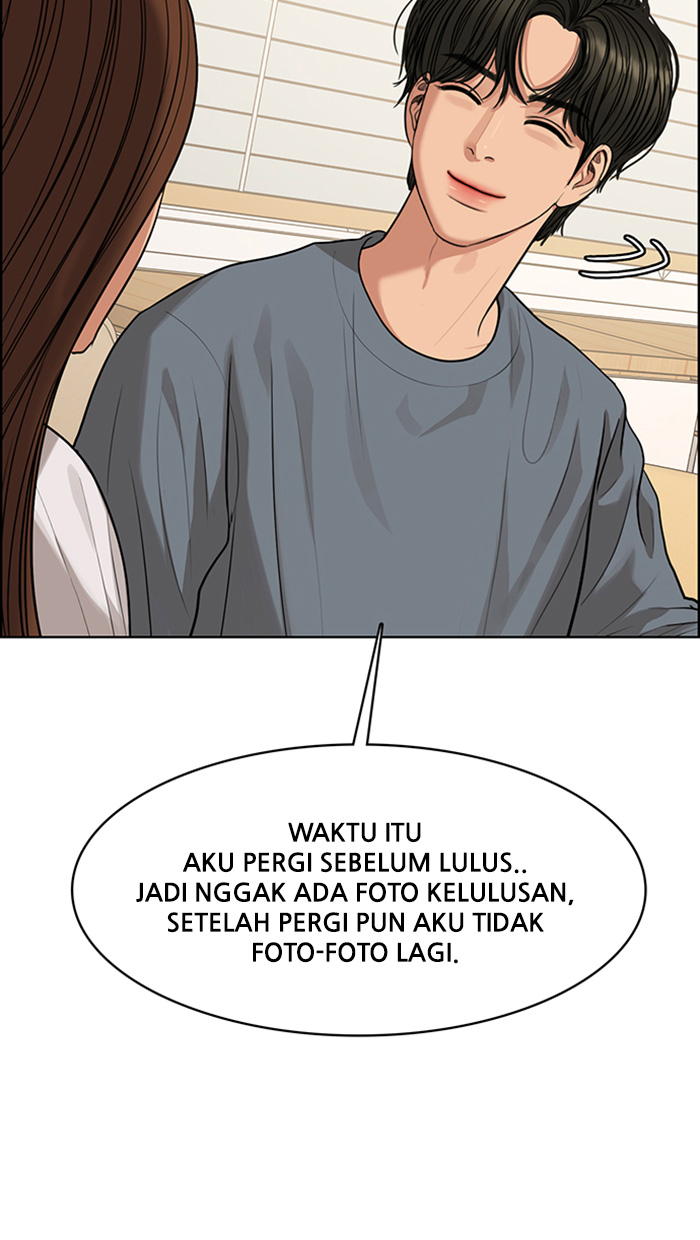 WAKTU ITU
AKU PERGI SEBELUM LULUS..
JADI NGGAK ADA FOTO KELULUSAN,
SETELAH PERGI PUN AKU TIDAK
FOTO-FOTO LAGI.